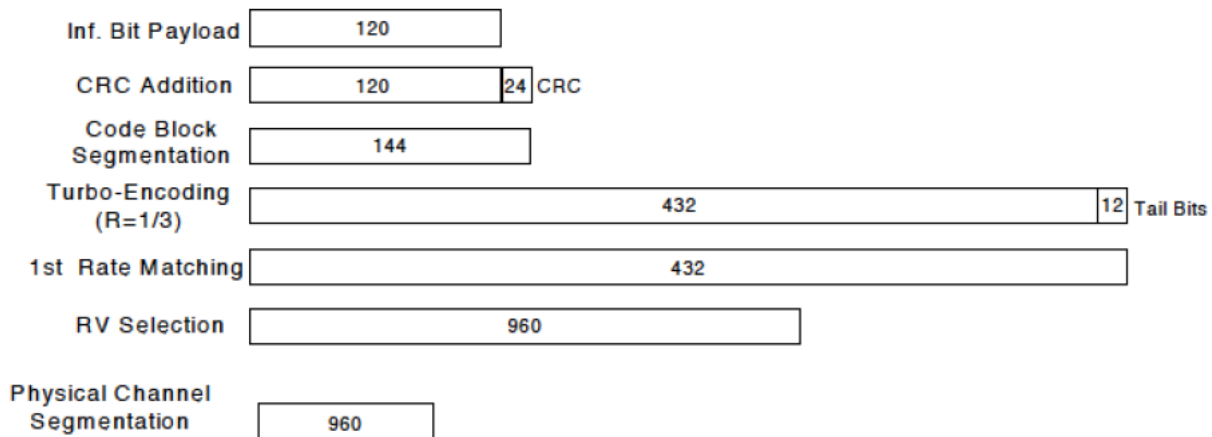 Inf. Bit Payload 120
CRC Addition 120 24 CRC
Code Block
Segmentation 144
Turbo-Encoding
(R=1/3) 432 12 Tail Bits
1st Rate Matching 432
RV Selection 960
Physical Channel
Segmentation 960